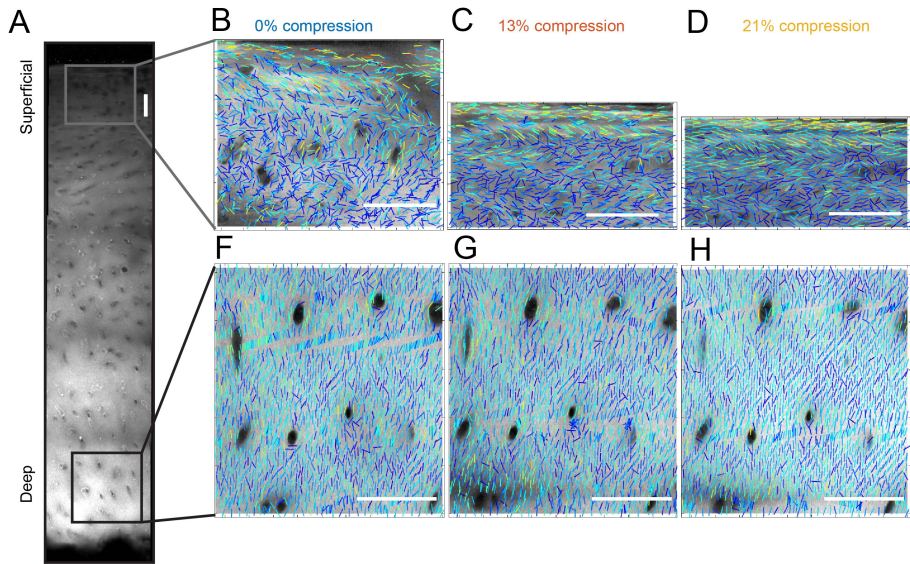 A
B
0% compression
C
13% compression
D
21% compression
Superficial
Deep
F
G
H